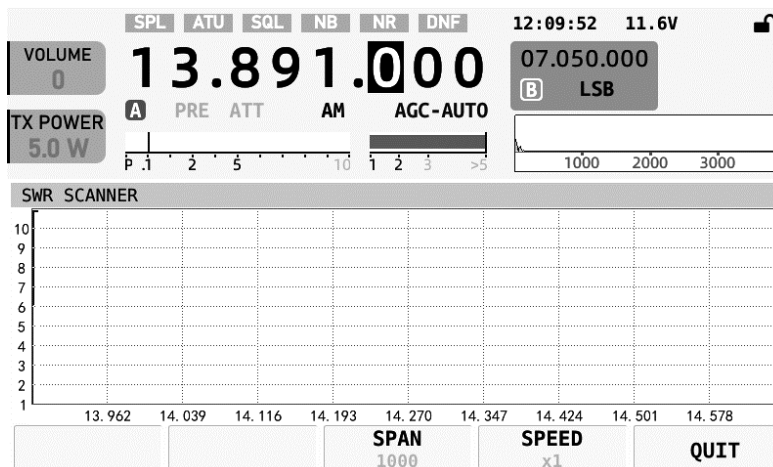 SPL ATU SQL NB NR DNF 12:09:52 11.6V
VOLUME
0
13.891.000
07.050.000
B LSB
A PRE ATT AM AGC-AUTO
TX POWER
5.0 W
P .1 2 5 10 1 2 3 >5
1000 2000 3000
SWR SCANNER
10
9
8
7
6
5
4
3
2
1
13.962 14.039 14.116 14.193 14.270 14.347 14.424 14.501 14.578
SPAN SPEED QUIT
1000 x1